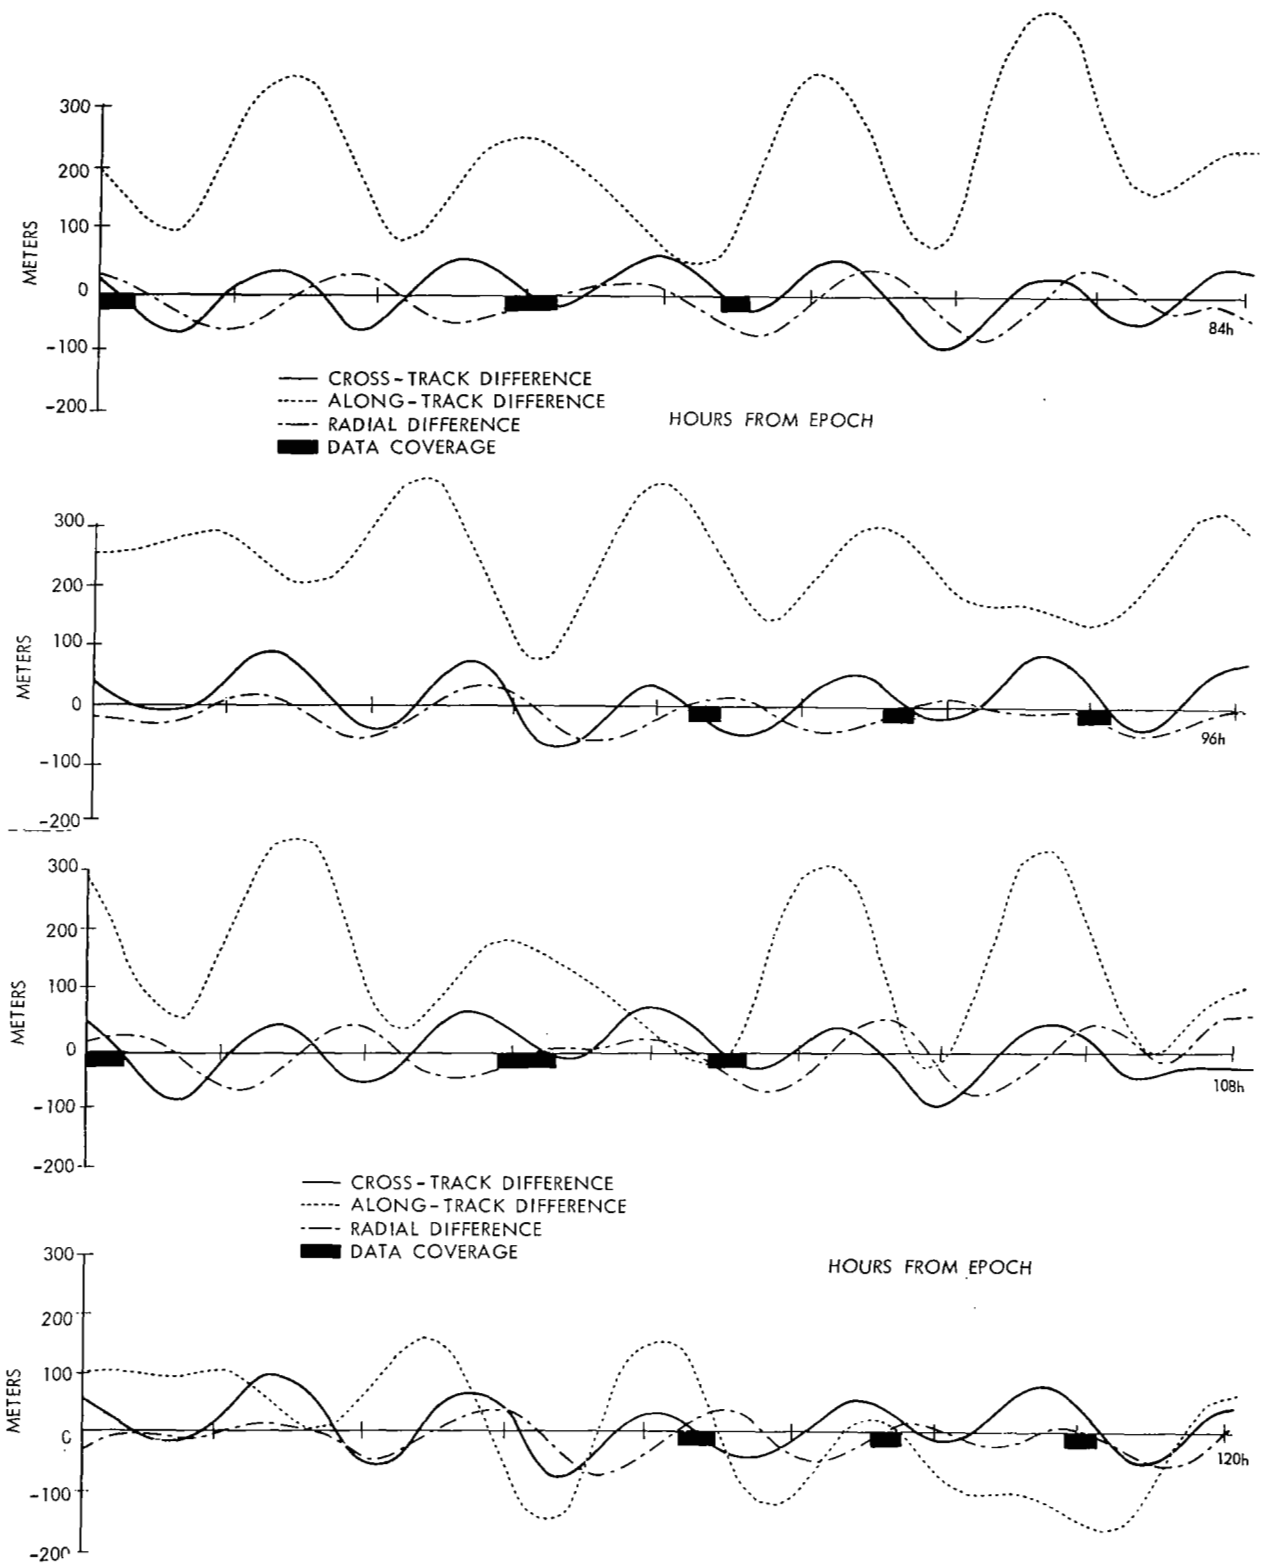 300
200
METERS
100
0
84h
-100
CROSS-TRACK DIFFERENCE
-200
ALONG-TRACK DIFFERENCE
HOURS FROM EPOCH
RADIAL DIFFERENCE
DATA COVERAGE
300
200
METERS
100
0
96h
-100
-200
300
200
METERS
100
0
108h
-100
-200
CROSS-TRACK DIFFERENCE
ALONG-TRACK DIFFERENCE
RADIAL DIFFERENCE
DATA COVERAGE
300
HOURS FROM EPOCH
200
METERS
100
0
120h
-100
-200